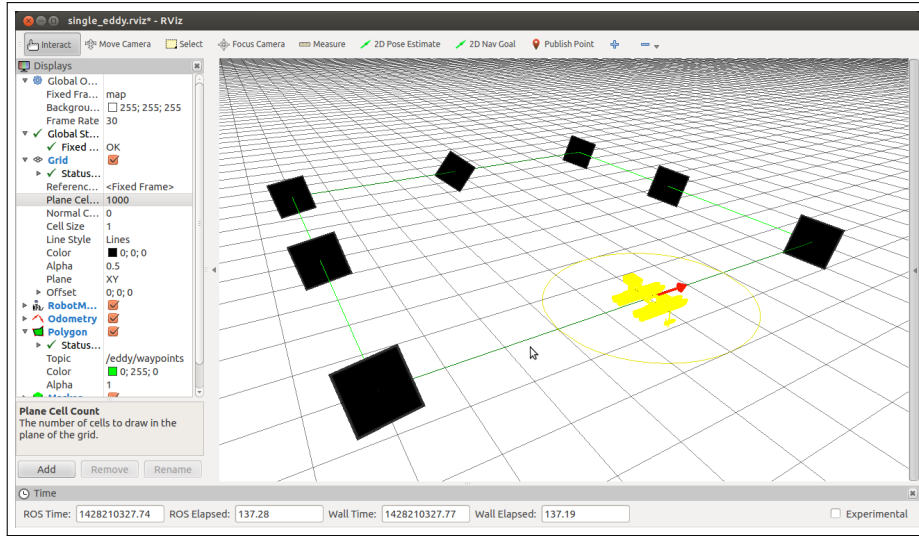 single_eddy.rviz* - RViz
Interact Move Camera Select Focus Camera Measure 2D Pose Estimate 2D Nav Goal Publish Point
Displays
Global O...
Fixed Fra... map
Backgrou... 255; 255; 255
Frame Rate 30
Global St...
Fixed ... OK
Grid
Status...
Referenc... <Fixed Frame>
Plane Cel... 1000
Normal C... 0
Cell Size 1
Line Style Lines
Color 0; 0; 0
Alpha 0.5
Plane XY
Offset 0; 0; 0
RobotM...
Odometry
Polygon
Status...
Topic /eddy/waypoints
Color 0; 255; 0
Alpha 1
Plane Cell Count
The number of cells to draw in the
plane of the grid.
Add Remove Rename
Time
ROS Time: 1428210327.74 ROS Elapsed: 137.28 Wall Time: 1428210327.77 Wall Elapsed: 137.19 Experimental